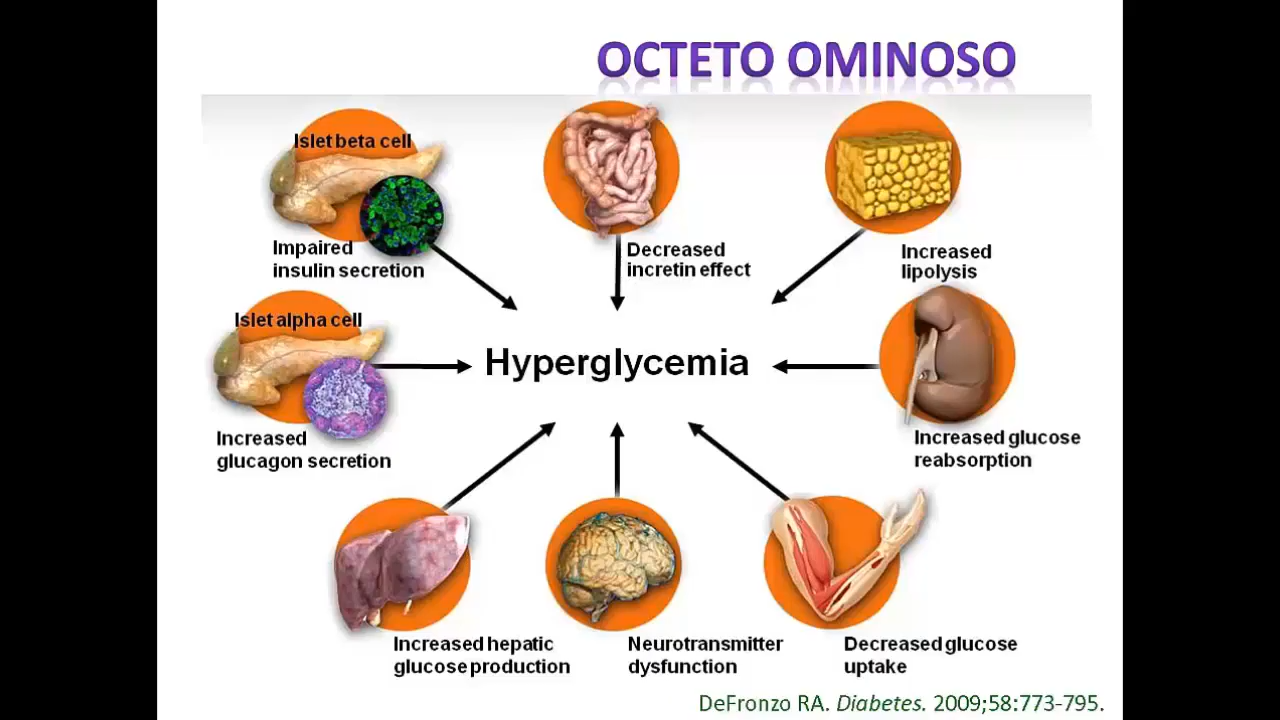 OCTETO OMINOSO
Islet beta cell
Impaired
insulin secretion
Decreased
incretin effect
Increased
lipolysis
Islet alpha cell
Increased
glucagon secretion
Hyperglycemia
Increased glucose
reabsorption
Increased hepatic
glucose production
Neurotransmitter
dysfunction
Decreased glucose
uptake
DeFronzo RA. Diabetes. 2009;58:773-795.